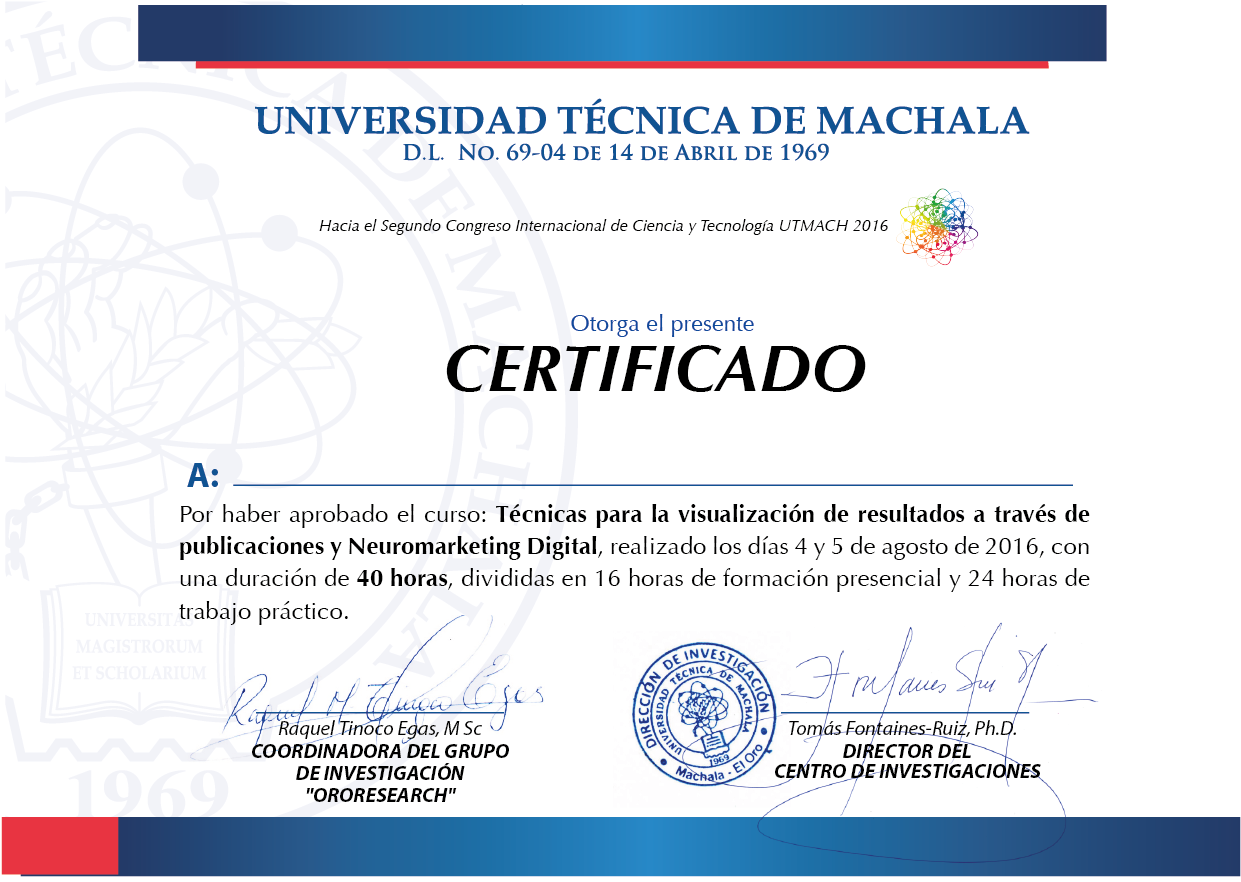 UNIVERSIDAD TÉCNICA DE MACHALA
D.L. No. 69-04 DE 14 DE ABRIL DE 1969
Hacia el Segundo Congreso Internacional de Ciencia y Tecnología UTMACH 2016
Otorga el presente
CERTIFICADO
A:
Por haber aprobado el curso: Técnicas para la visualización de resultados a través de
publicaciones y Neuromarketing Digital, realizado los días 4 y 5 de agosto de 2016, con
una duración de 40 horas, divididas en 16 horas de formación presencial y 24 horas de
trabajo práctico.
UNIVERSITAS
MAGISTRORUM
ET SCHOLARIUM
1969
TÉCNICA DE MACHALA
Raquel M Tinoco Egas
Raquel Tinoco Egas, M Sc
COORDINADORA DEL GRUPO
DE INVESTIGACIÓN
"ORORESEARCH"
DIRECCIÓN DE INVESTIGACIÓN
UNIVERSIDAD TÉCNICA DE MACHALA
1969
Machala - El Oro
Tomás Fontaines-Ruiz, Ph.D.
DIRECTOR DEL
CENTRO DE INVESTIGACIONES